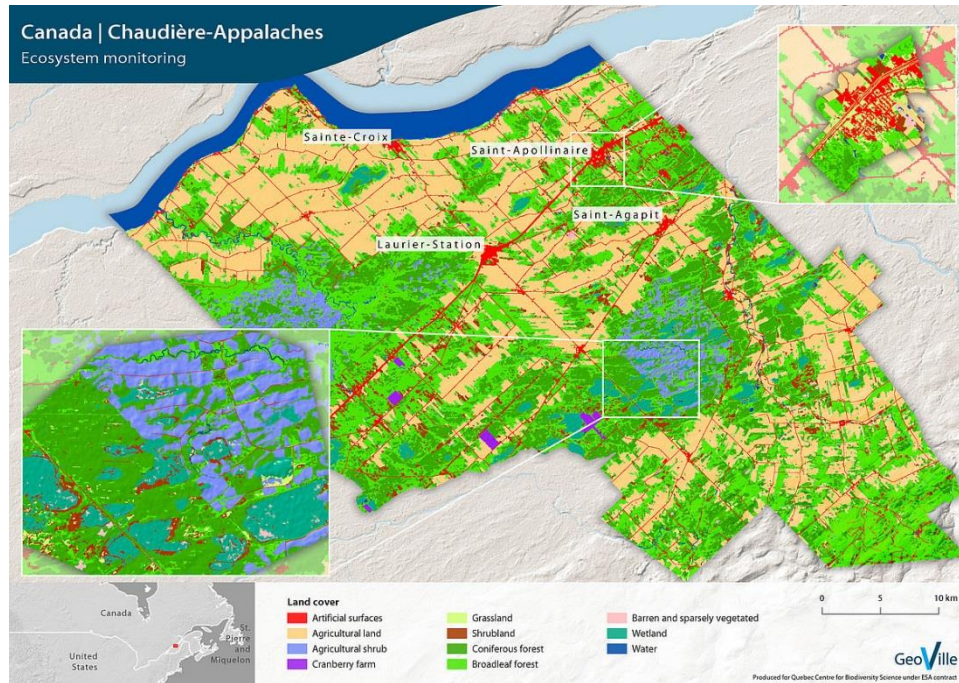 Canada | Chaudière-Appalaches
Ecosystem monitoring
Sainte-Croix
Saint-Apollinaire
Saint-Agapit
Laurier-Station
Canada
United
States
St.
Pierre
and
Miquelon
Land cover
Artificial surfaces
Agricultural land
Agricultural shrub
Cranberry farm
Grassland
Shrubland
Coniferous forest
Broadleaf forest
Barren and sparsely vegetated
Wetland
Water
0 5 10 km
GeoVille
Produced for Quebec Centre for Biodiversity Science under ESA contract